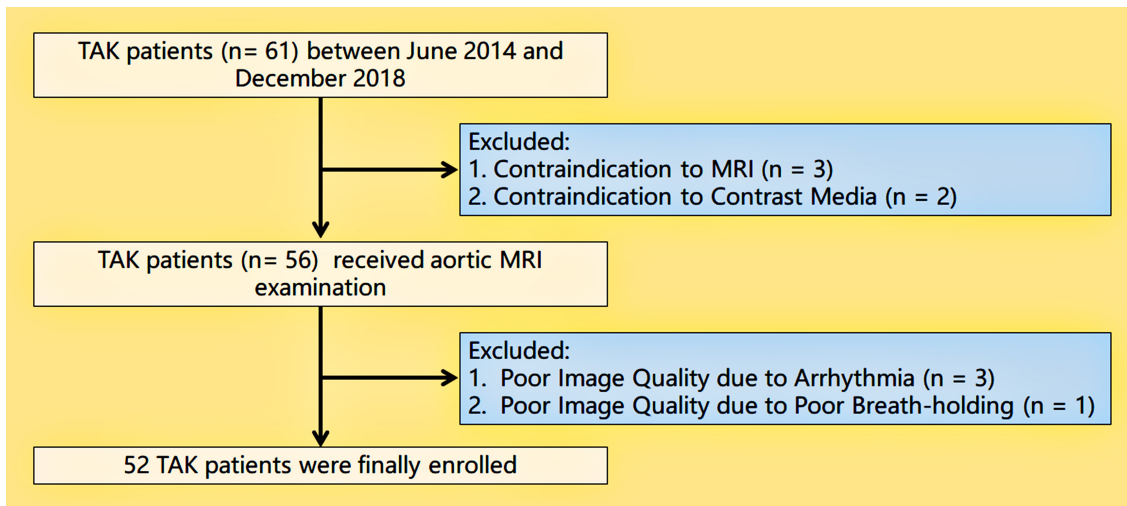 TAK patients (n= 61) between June 2014 and
December 2018
Excluded:
1. Contraindication to MRI (n = 3)
2. Contraindication to Contrast Media (n = 2)
TAK patients (n= 56) received aortic MRI
examination
Excluded:
1. Poor Image Quality due to Arrhythmia (n = 3)
2. Poor Image Quality due to Poor Breath-holding (n = 1)
52 TAK patients were finally enrolled